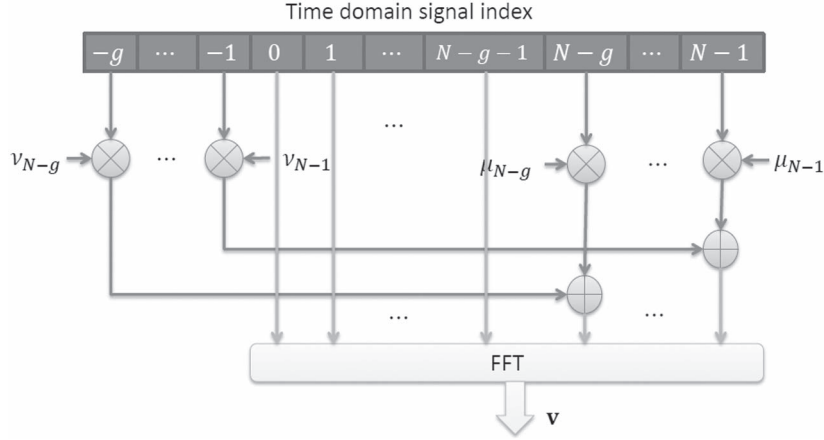 Time domain signal index
−g ... −1 0 1 ... N − g − 1 N − g ... N − 1
...
ν_{N−g} ... ν_{N−1} μ_{N−g} ... μ_{N−1}
... ...
FFT
v